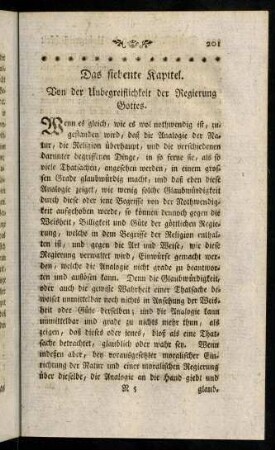 201
Das siebente Kapitel.
Von der Unbegreiflichkeit der Regierung
Gottes.
Wenn es gleich, wie es wol nothwendig ist, zu-
gestanden wird, daß die Analogie der Na-
tur, die Religion überhaupt, und die verschiedenen
darunter begriffenen Dinge, in so ferne sie, als so
viele Thatsachen, angesehen werden, in einem gros-
sen Grade glaubwürdig macht, und daß eben diese
Analogie zeiget, wie wenig solche Glaubwürdigkeit
durch diese oder jene Begriffe von der Nothwendig-
keit aufgehoben werde, so können dennoch gegen die
Weisheit, Billigkeit und Güte der göttlichen Regie-
rung, welche in dem Begriffe der Religion enthal-
ten ist, und gegen die Art und Weise, wie diese
Regierung verwaltet wird, Einwürfe gemacht wer-
den, welche die Analogie nicht grade zu beantwor-
ten und auflösen kann. Denn die Glaubwürdigkeit,
oder auch die gewisse Wahrheit einer Thatsache be-
weiset unmittelbar noch nichts in Ansehung der Weis-
heit oder Güte derselben; und die Analogie kann
unmittelbar und grade zu nichts mehr thun, als
zeigen, daß dieses oder jenes, bloß als eine That-
sache betrachtet, glaublich oder wahr sey. Wenn
indessen aber, bey vorausgesetzter moralischer Ein-
richtung der Natur und einer moralischen Regierung
über dieselbe, die Analogie an die Hand giebt und
N 5 glaub-